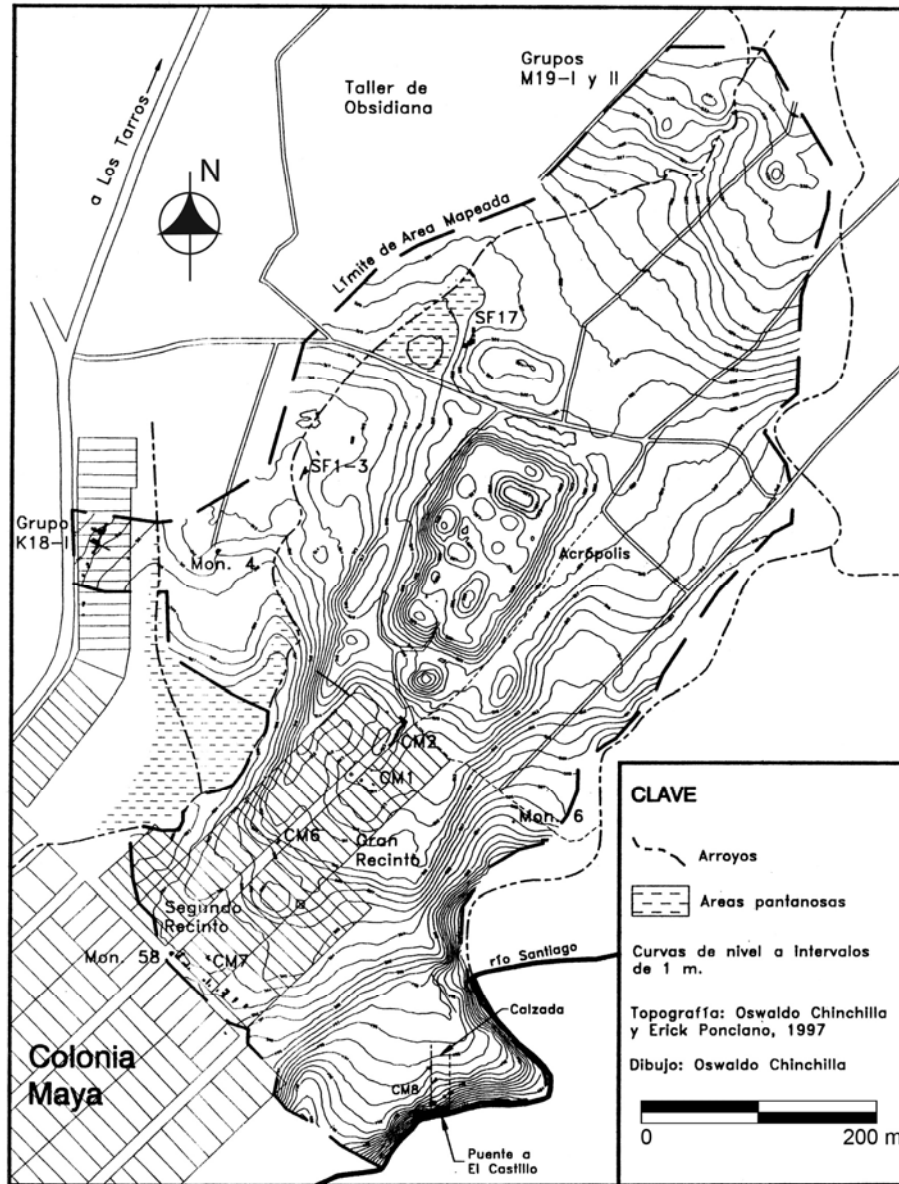 Grupos
M19-I y II
Taller de
Obsidiana
a Los Tarros
N
Límite de Area Mapeada
SF17
SF1-3
Grupo
K18-I
Mon. 4
Acrópolis
CM2
CM1
Mon. 6
CM6
Gran
Recinto
Segundo
Recinto
Mon. 58
CM7
río Santiago
Calzada
Colonia
Maya
CM8
Puente a
El Castillo
CLAVE
Arroyos
Areas pantanosas
Curvas de nivel a intervalos
de 1 m.
Topografía: Oswaldo Chinchilla
y Erick Ponciano, 1997
Dibujo: Oswaldo Chinchilla
0 200 m